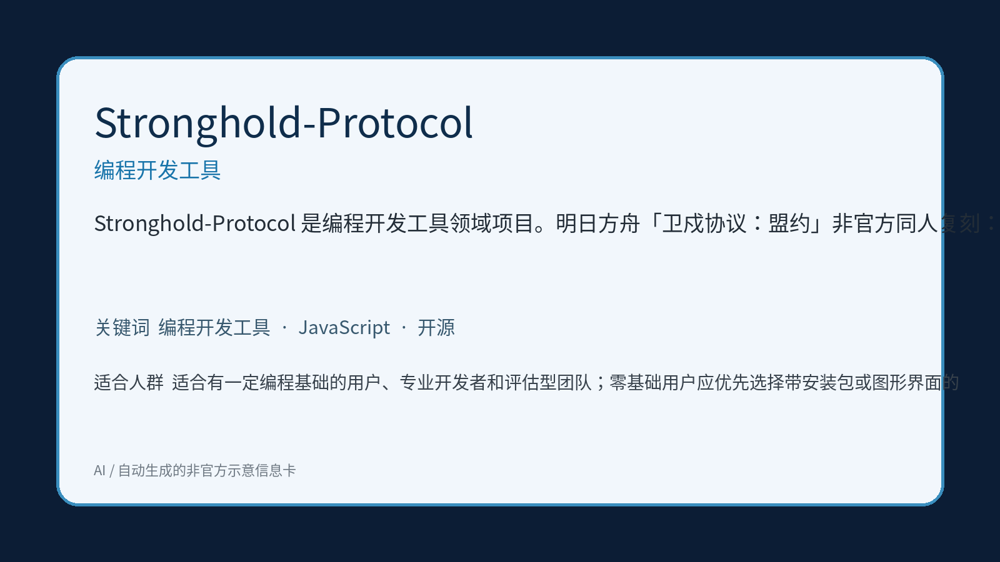 Stronghold-Protocol
编程开发工具
Stronghold-Protocol 是编程开发工具领域项目。明日方舟「卫戍协议：盟约」非官方同人复刻：
关键词 编程开发工具 · JavaScript · 开源
适合人群 适合有一定编程基础的用户、专业开发者和评估型团队；零基础用户应优先选择带安装包或图形界面的
AI / 自动生成的非官方示意信息卡